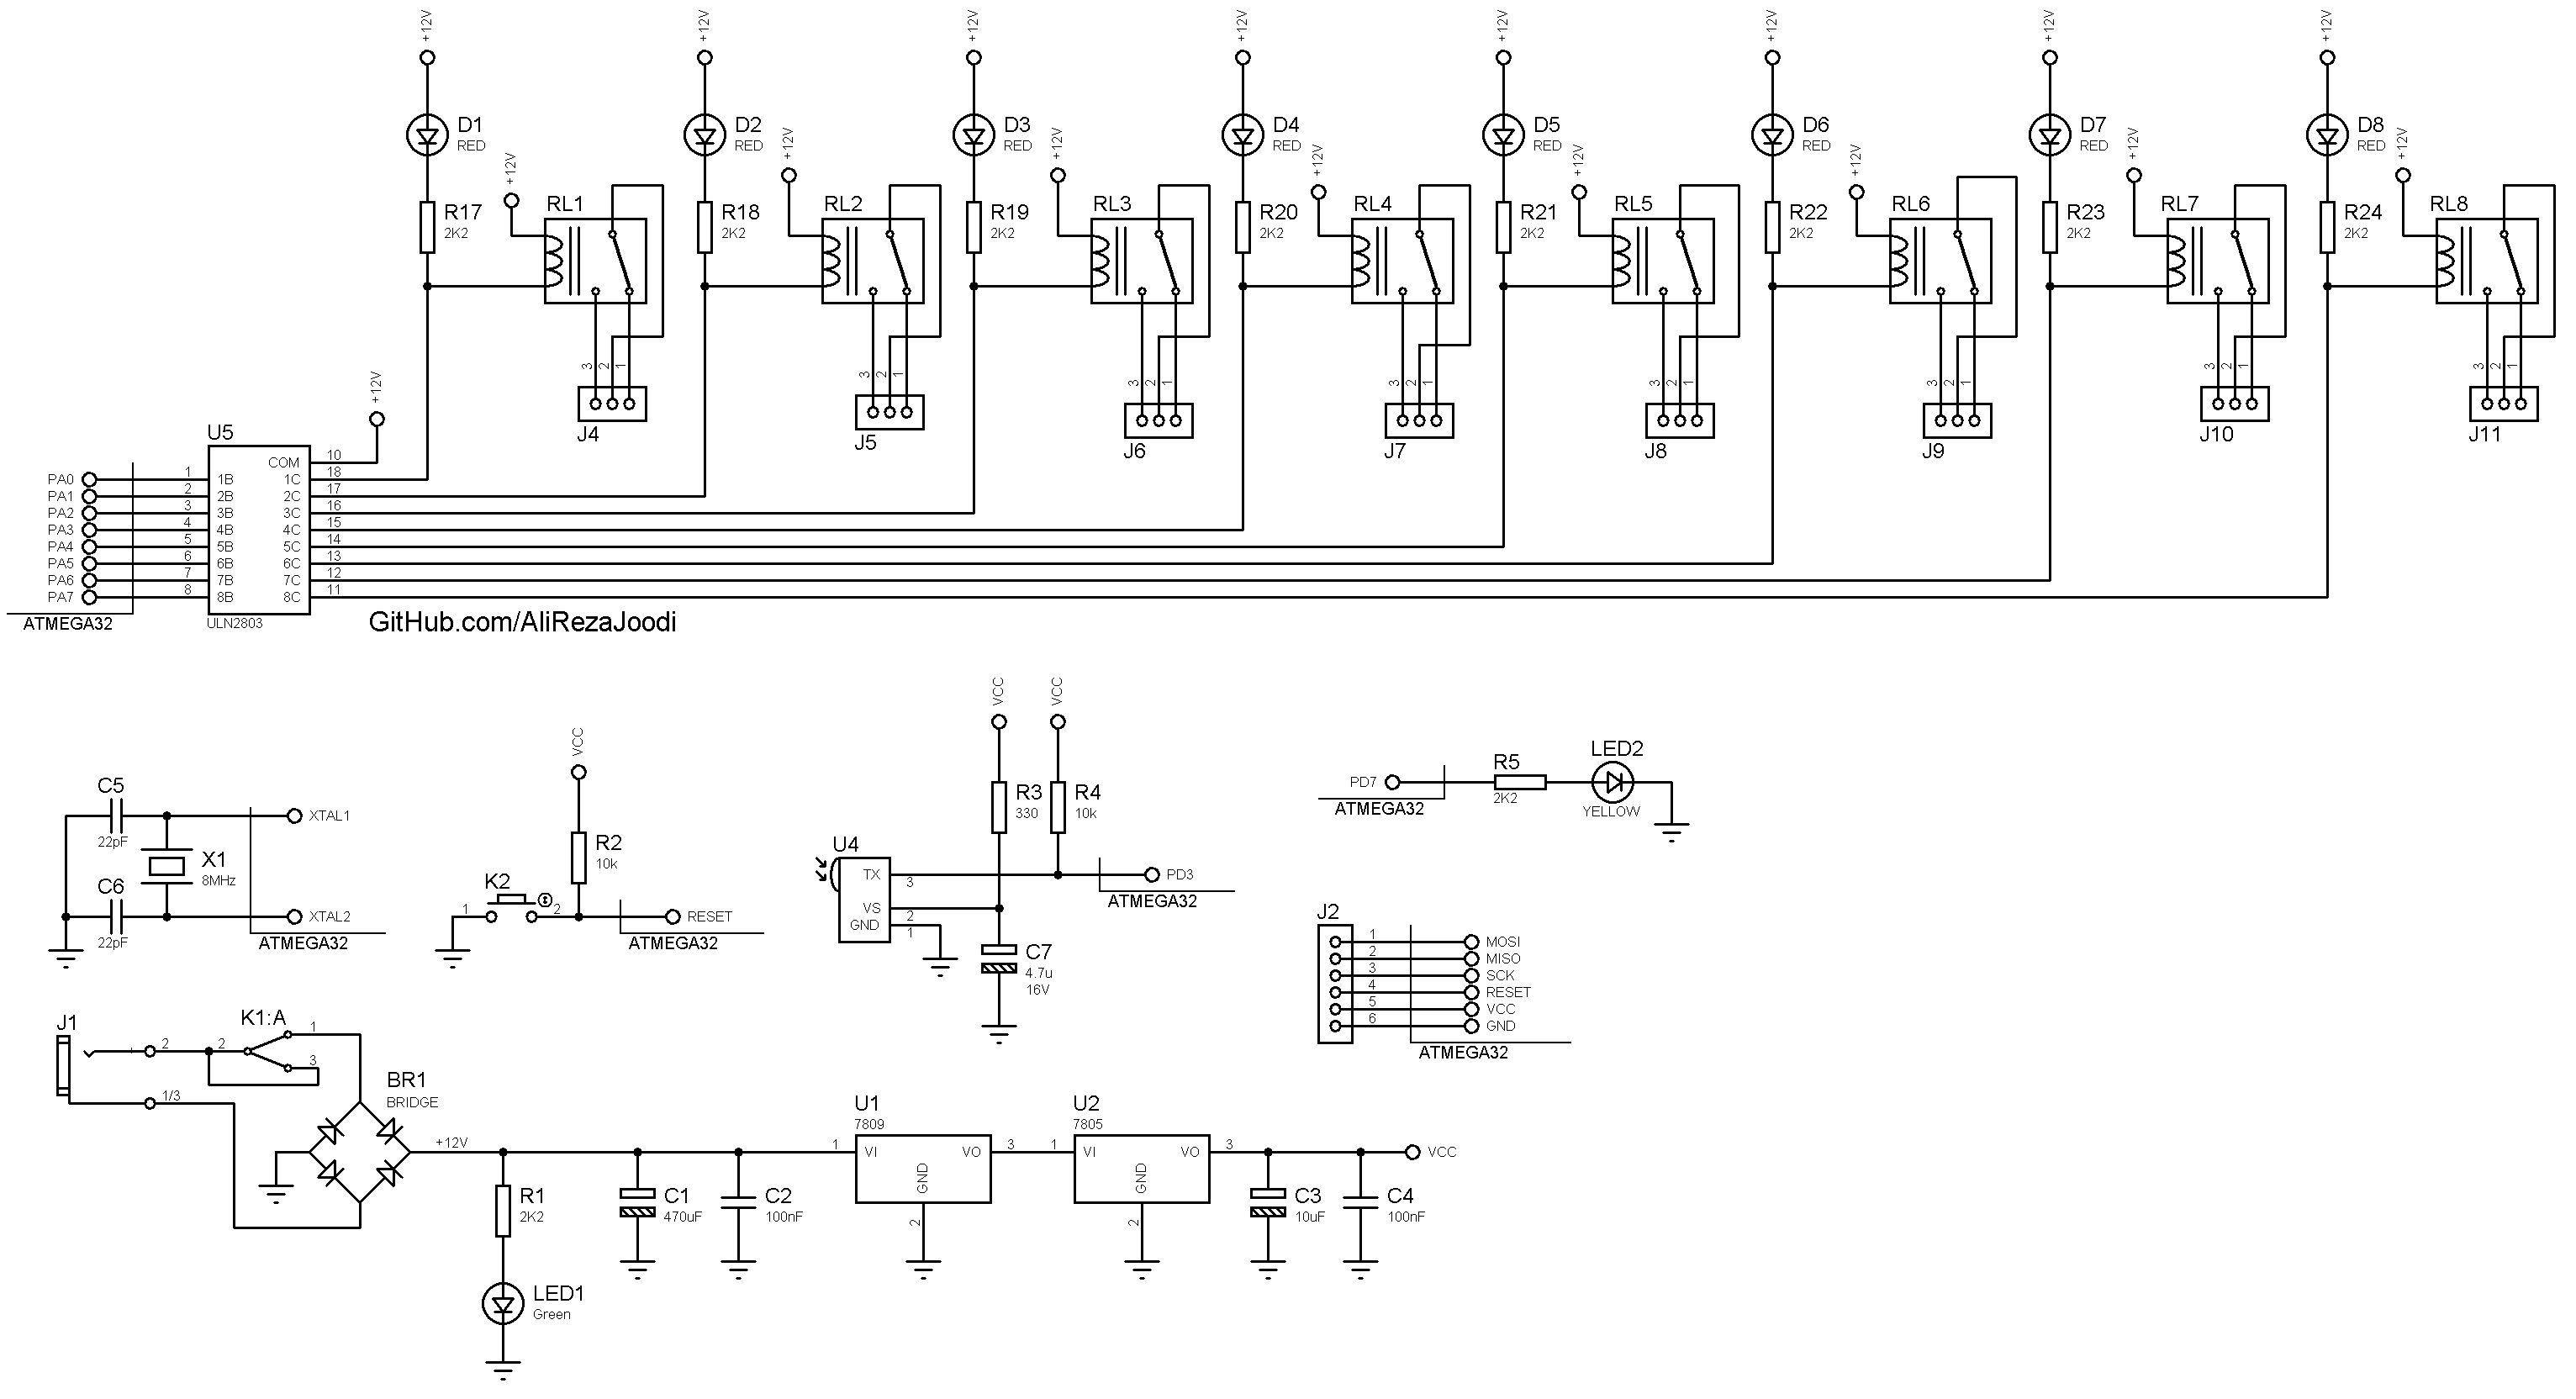 +12V +12V +12V +12V +12V +12V +12V +12V
D1 D2 D3 D4 D5 D6 D7 D8
RED RED RED RED RED RED RED RED
+12V +12V +12V +12V +12V +12V +12V +12V
R17 RL1 R18 RL2 R19 RL3 R20 RL4 R21 RL5 R22 RL6 R23 RL7 R24 RL8
2K2 2K2 2K2 2K2 2K2 2K2 2K2 2K2
3 2 1 3 2 1 3 2 1 3 2 1 3 2 1 3 2 1 3 2 1 3 2 1
J4 J5 J6 J7 J8 J9 J10 J11
+12V
U5
COM 10
PA0 1 1B 1C 18
PA1 2 2B 2C 17
PA2 3 3B 3C 16
PA3 4 4B 4C 15
PA4 5 5B 5C 14
PA5 6 6B 6C 13
PA6 7 7B 7C 12
PA7 8 8B 8C 11
ATMEGA32 ULN2803 GitHub.com/AliRezaJoodi
C5
22pF
XTAL1
X1
8MHz
C6
22pF
XTAL2
ATMEGA32
VCC
R2
10k
K2
1 2
RESET
ATMEGA32
VCC VCC
R3 R4
330 10k
U4
TX 3
VS 2
GND 1
PD3
ATMEGA32
C7
4.7u
16V
PD7
ATMEGA32
R5
2K2
LED2
YELLOW
J2
1 MOSI
2 MISO
3 SCK
4 RESET
5 VCC
6 GND
ATMEGA32
J1
2
1/3
K1:A
2 1
3
BR1
BRIDGE
+12V
R1
2K2
LED1
Green
C1
470uF
C2
100nF
U1
7809
1 VI VO 3
GND
2
U2
7805
1 VI VO 3
GND
2
C3
10uF
C4
100nF
VCC